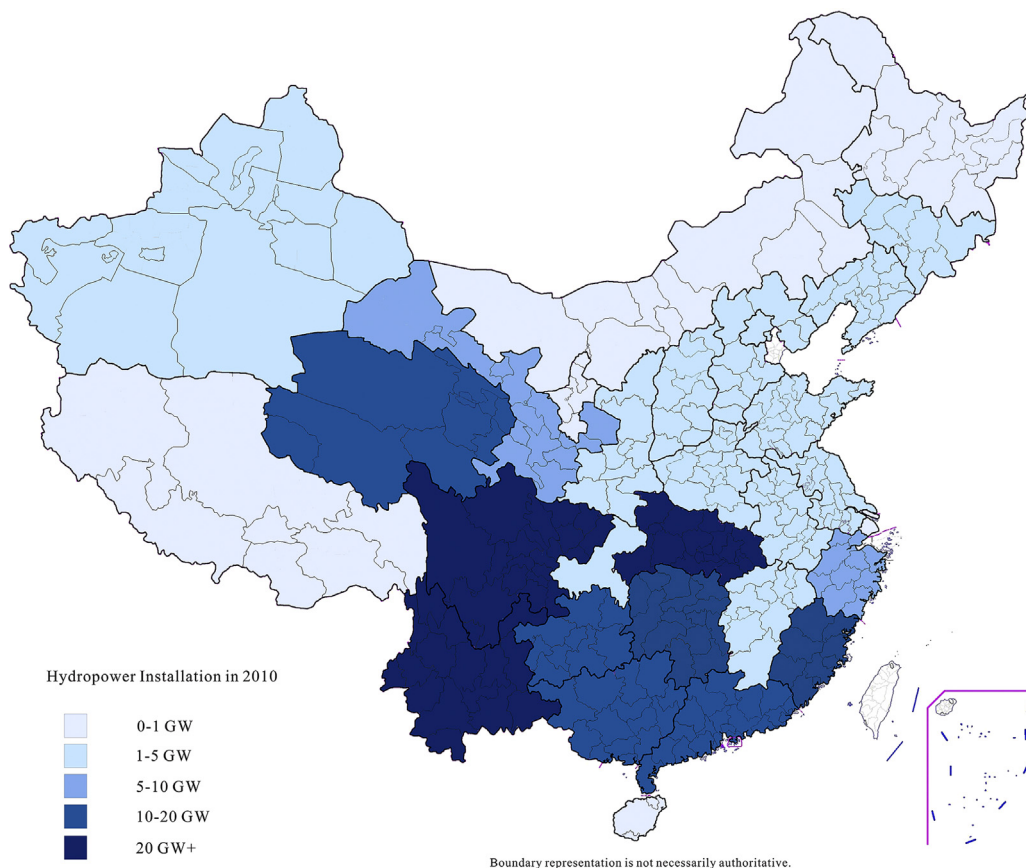 Hydropower Installation in 2010
0-1 GW
1-5 GW
5-10 GW
10-20 GW
20 GW+
Boundary representation is not necessarily authoritative.